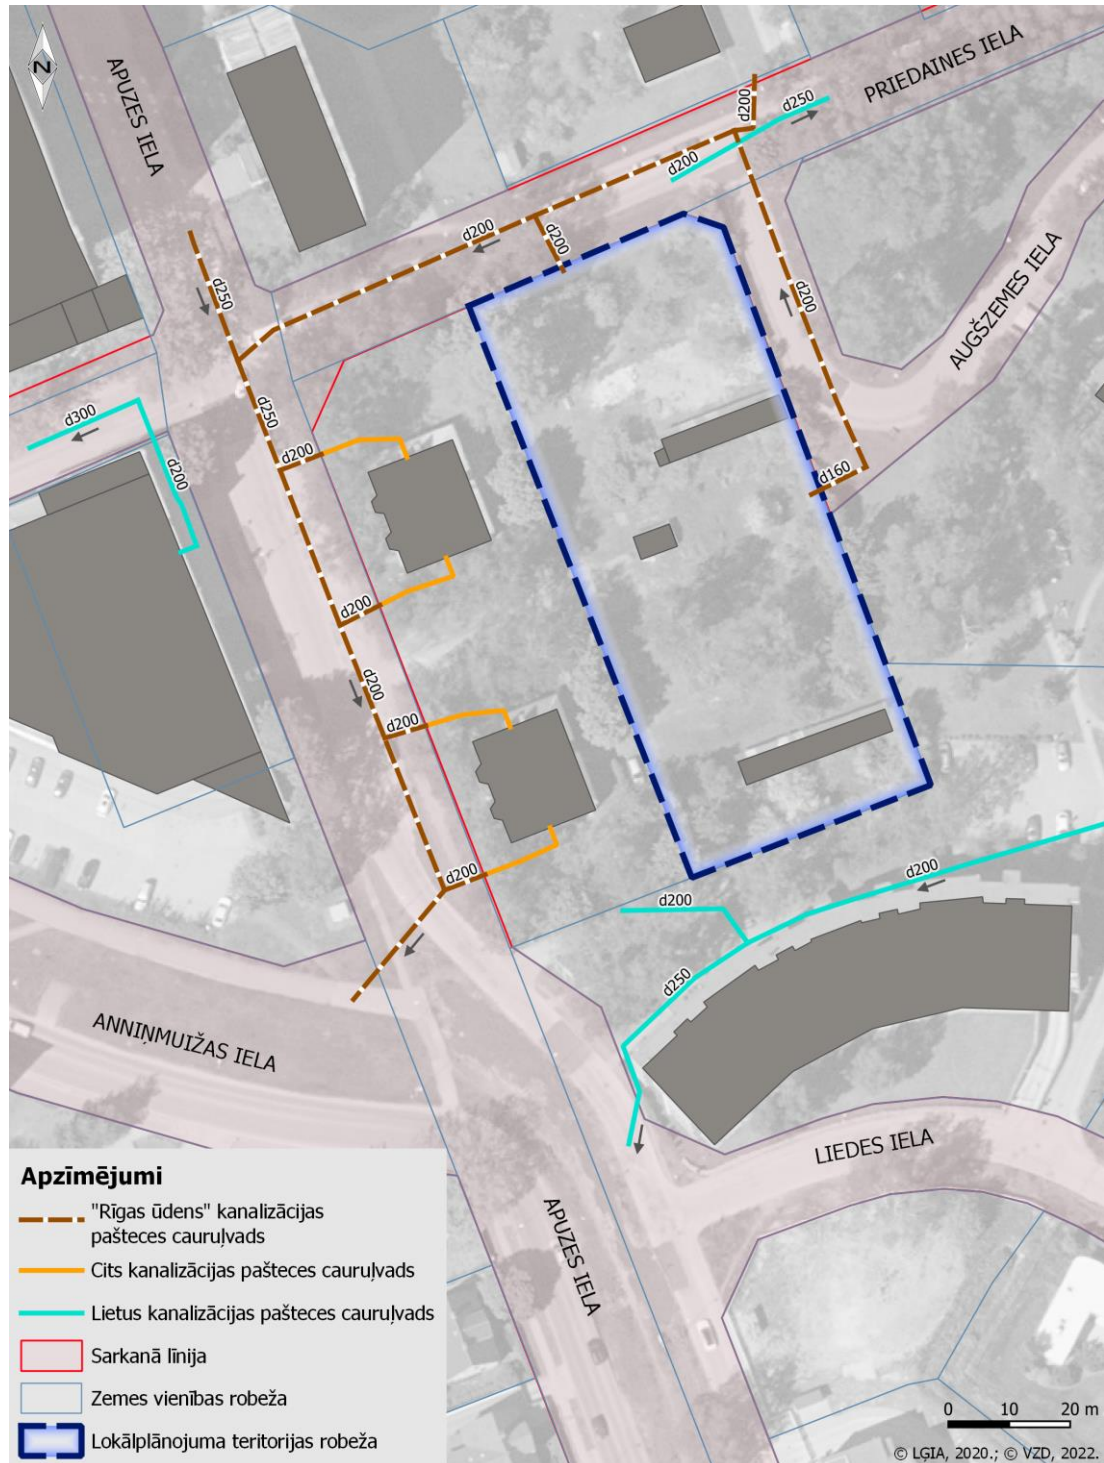 N
APUZES IELA
PRIEDAINES IELA
d200
d250
d200
d200
d200
d250
d200
AUGŠZEMES IELA
d250
d300
d200
d200
d160
d200
d200
d200
d200
d200
d200
d250
ANNIŅMUIŽAS IELA
LIEDES IELA
APUZES IELA
Apzīmējumi
"Rīgas ūdens" kanalizācijas
pašteces cauruļvads
Cits kanalizācijas pašteces cauruļvads
Lietus kanalizācijas pašteces cauruļvads
Sarkanā līnija
Zemes vienības robeža
Lokālplānojuma teritorijas robeža
0 10 20 m
© LĢIA, 2020.; © VZD, 2022.